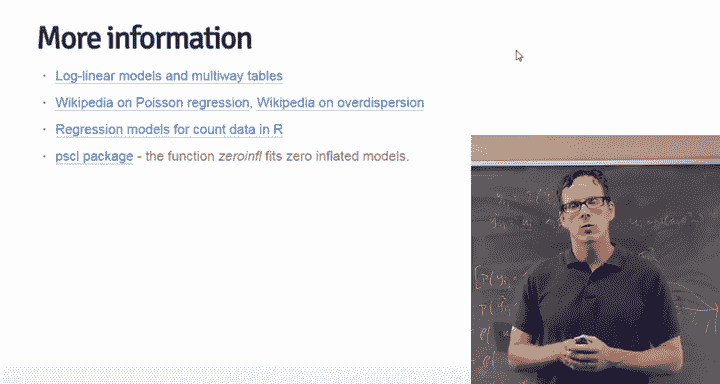 More information
Log-linear models and multiway tables
Wikipedia on Poisson regression, Wikipedia on overdispersion
Regression models for count data in R
pscl package - the function zeroinfl fits zero inflated models.